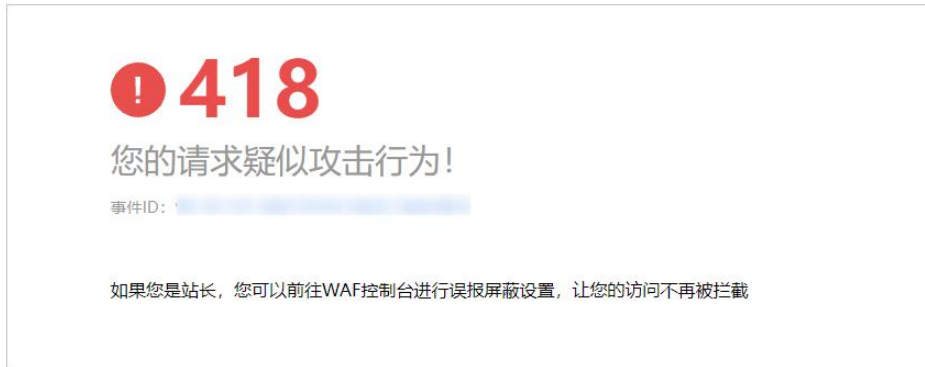 ! 418
您的请求疑似攻击行为！
事件ID：
如果您是站长，您可以前往WAF控制台进行误报屏蔽设置，让您的访问不再被拦截